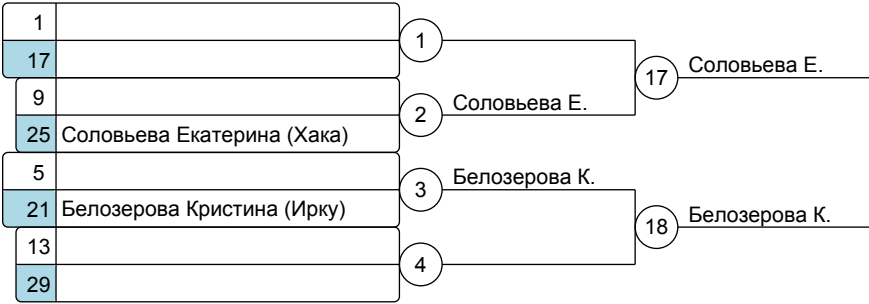 1
17
1
17 Соловьева Е.
9
25 Соловьева Екатерина (Хака)
2 Соловьева Е.
5
21 Белозерова Кристина (Ирку)
3 Белозерова К.
18 Белозерова К.
13
29
4